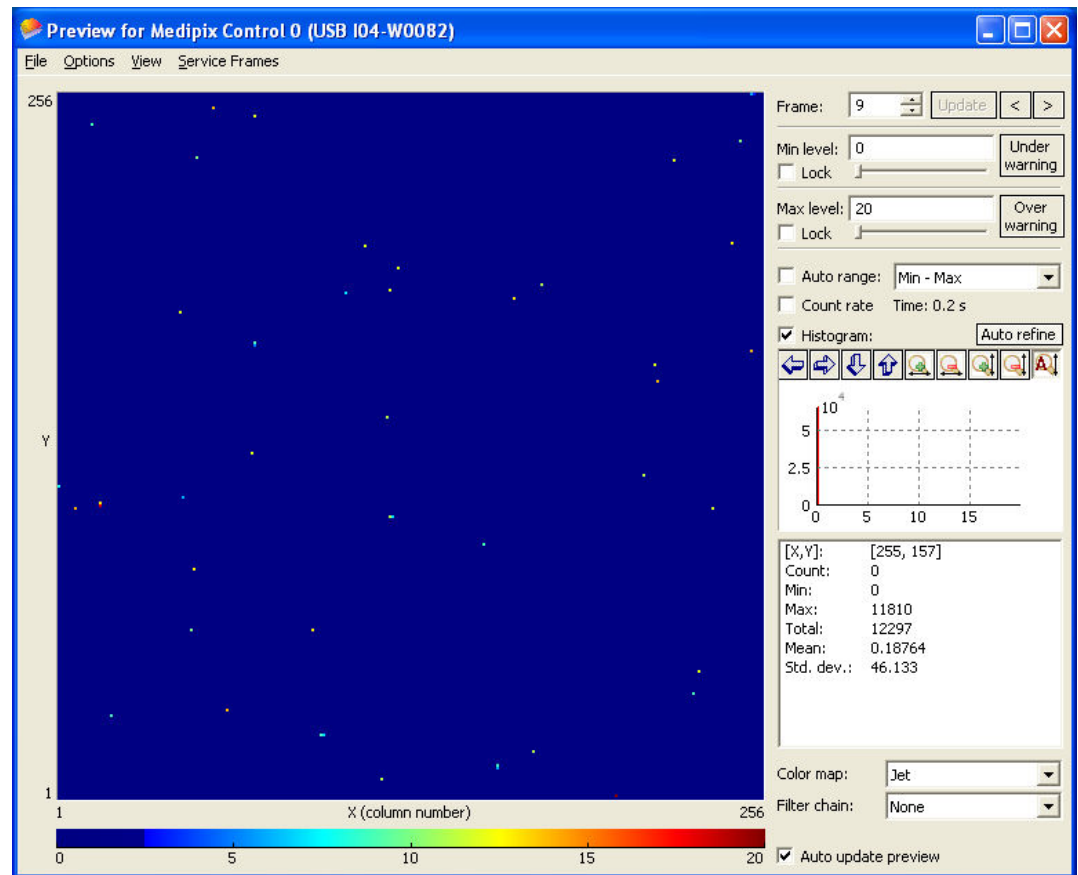 Preview for Medipix Control 0 (USB I04-W0082)
File Options View Service Frames
256
Y
1
1 X (column number) 256
0 5 10 15 20
Frame: 9 Update < >
Min level: 0 Under warning
Lock
Max level: 20 Over warning
Lock
Auto range: Min - Max
Count rate Time: 0.2 s
Histogram: Auto refine
A
10^4
5
2.5
0
0 5 10 15
[X,Y]: [255, 157]
Count: 0
Min: 0
Max: 11810
Total: 12297
Mean: 0.18764
Std. dev.: 46.133
Color map: Jet
Filter chain: None
Auto update preview